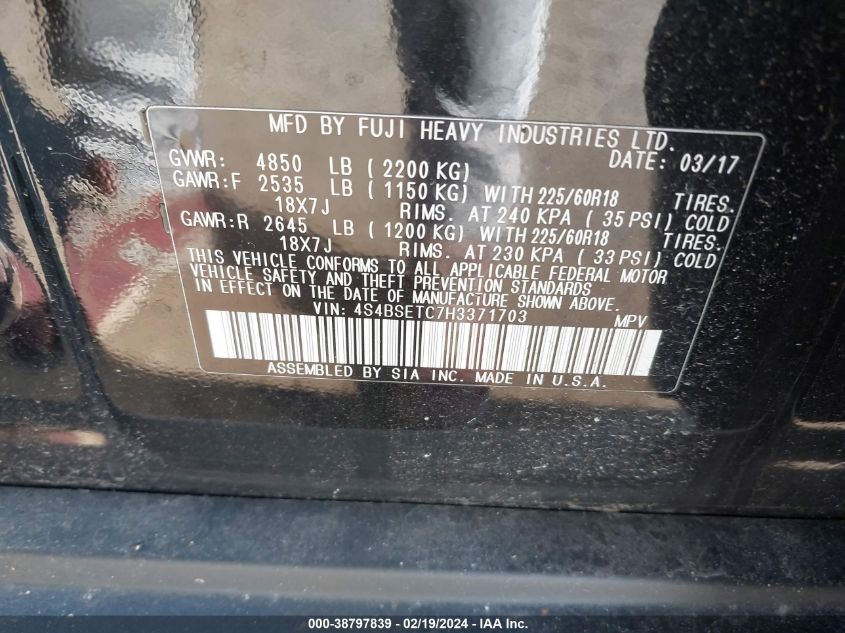 MFD BY FUJI HEAVY INDUSTRIES LTD.
GVWR: 4850 LB ( 2200 KG) DATE: 03/17
GAWR:F 2535 LB ( 1150 KG) WITH 225/60R18 TIRES.
18X7J RIMS. AT 240 KPA ( 35 PSI) COLD
GAWR:R 2645 LB ( 1200 KG) WITH 225/60R18 TIRES.
18X7J RIMS. AT 230 KPA ( 33 PSI) COLD
THIS VEHICLE CONFORMS TO ALL APPLICABLE FEDERAL MOTOR
VEHICLE SAFETY AND THEFT PREVENTION STANDARDS
IN EFFECT ON THE DATE OF MANUFACTURE SHOWN ABOVE.
VIN: 4S4BSETC7H3371703 MPV
ASSEMBLED BY SIA INC. MADE IN U.S.A.
000-38797839 - 02/19/2024 - IAAI.com